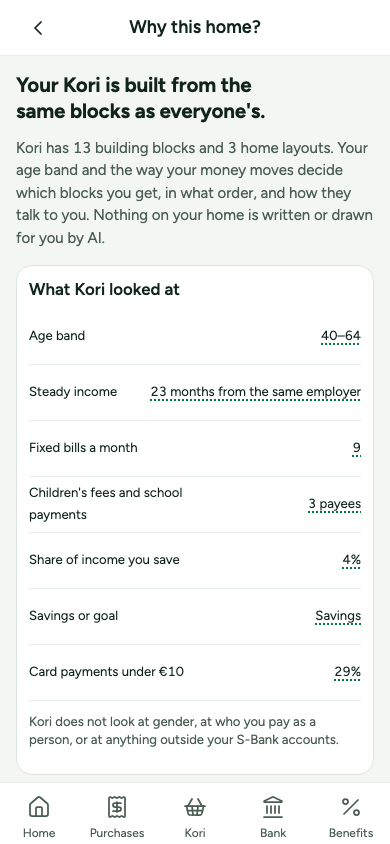 Why this home?
Your Kori is built from the
same blocks as everyone's.
Kori has 13 building blocks and 3 home layouts. Your
age band and the way your money moves decide
which blocks you get, in what order, and how they
talk to you. Nothing on your home is written or drawn
for you by AI.
What Kori looked at
Age band 40–64
Steady income 23 months from the same employer
Fixed bills a month 9
Children's fees and school
payments 3 payees
Share of income you save 4%
Savings or goal Savings
Card payments under €10 29%
Kori does not look at gender, at who you pay as a
person, or at anything outside your S-Bank accounts.
Home Purchases Kori Bank Benefits